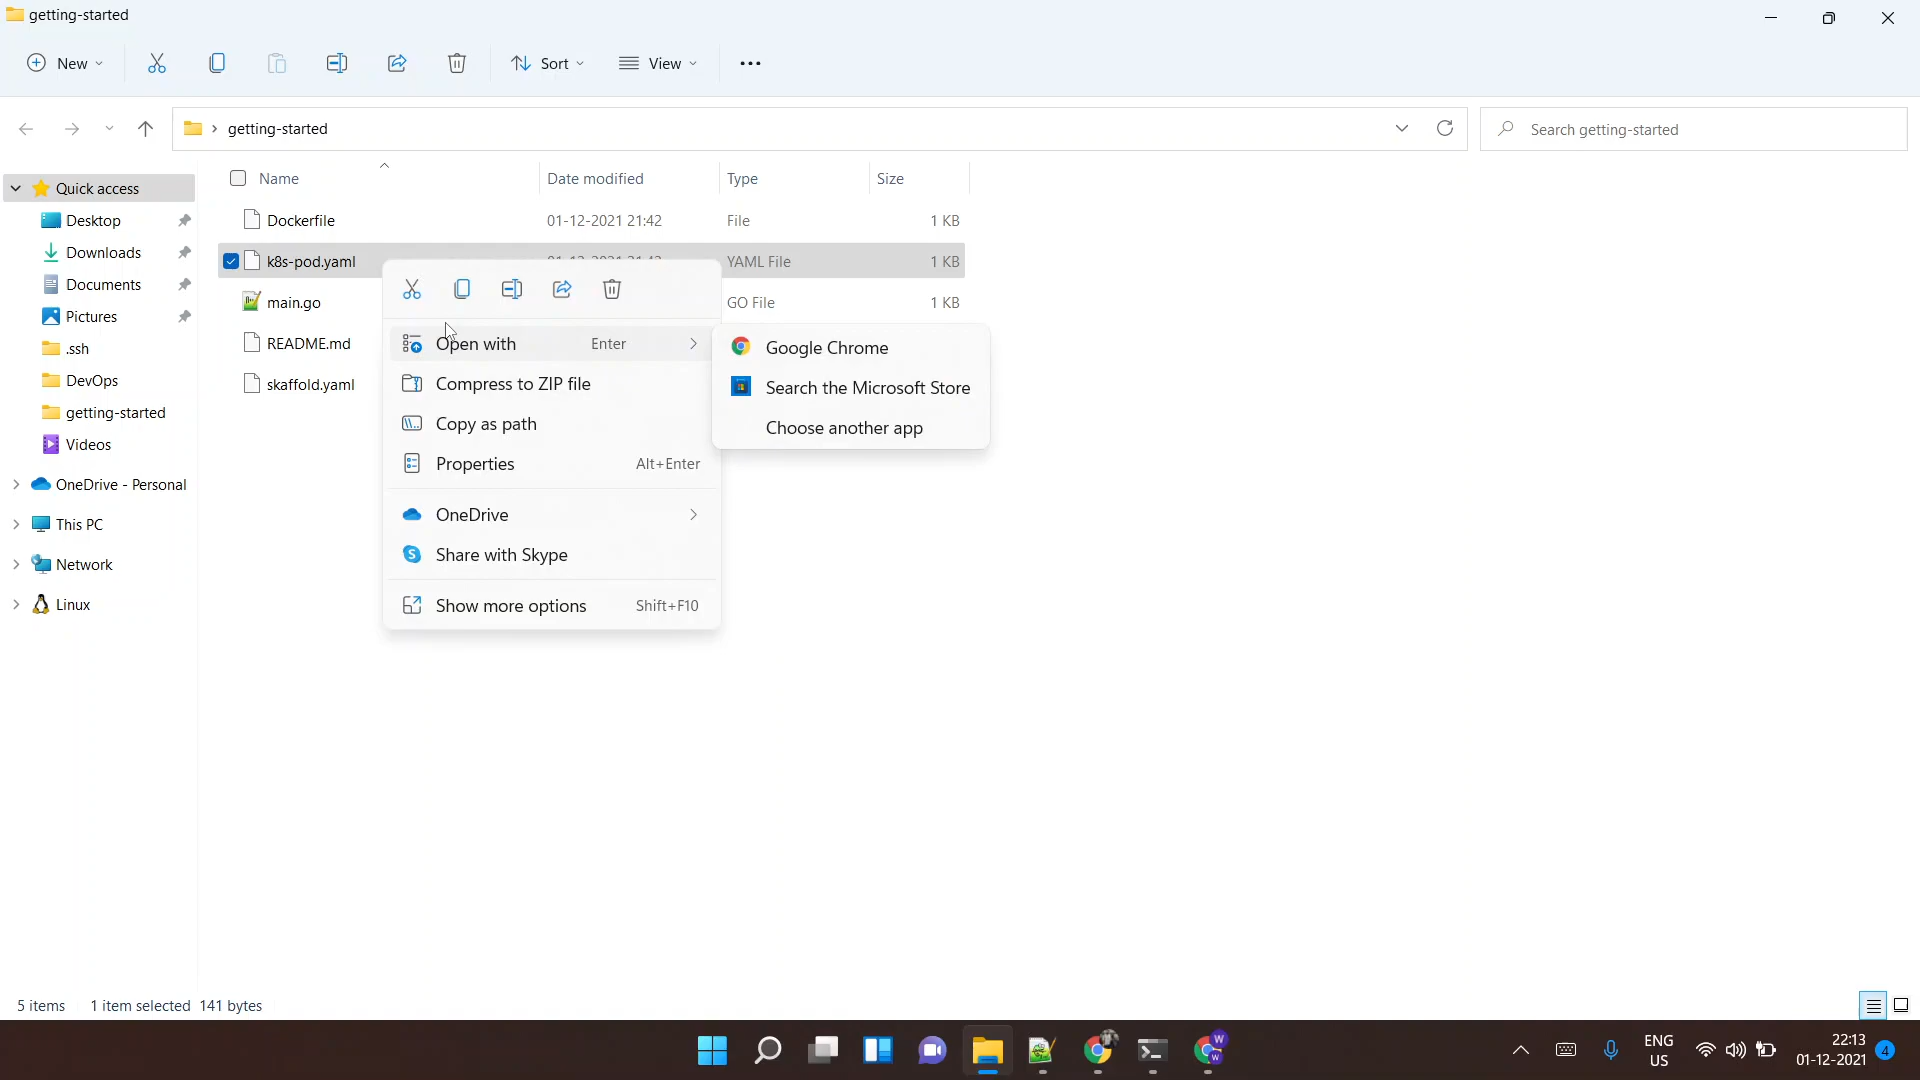 getting-started
New
Sort
View
getting-started
Search getting-started
Name
Date modified
Type
Size
Quick access
Desktop
Downloads
Documents
Pictures
.ssh
DevOps
getting-started
Videos
OneDrive - Personal
This PC
Network
Linux
Dockerfile 01-12-2021 21:42 File 1 KB
k8s-pod.yaml 01-12-2021 21:42 YAML File 1 KB
main.go GO File 1 KB
README.md
skaffold.yaml
Open with Enter
Compress to ZIP file
Copy as path
Properties Alt+Enter
OneDrive
Share with Skype
Show more options Shift+F10
Google Chrome
Search the Microsoft Store
Choose another app
5 items 1 item selected 141 bytes
ENG
US
22:13
01-12-2021
4
W
W
S